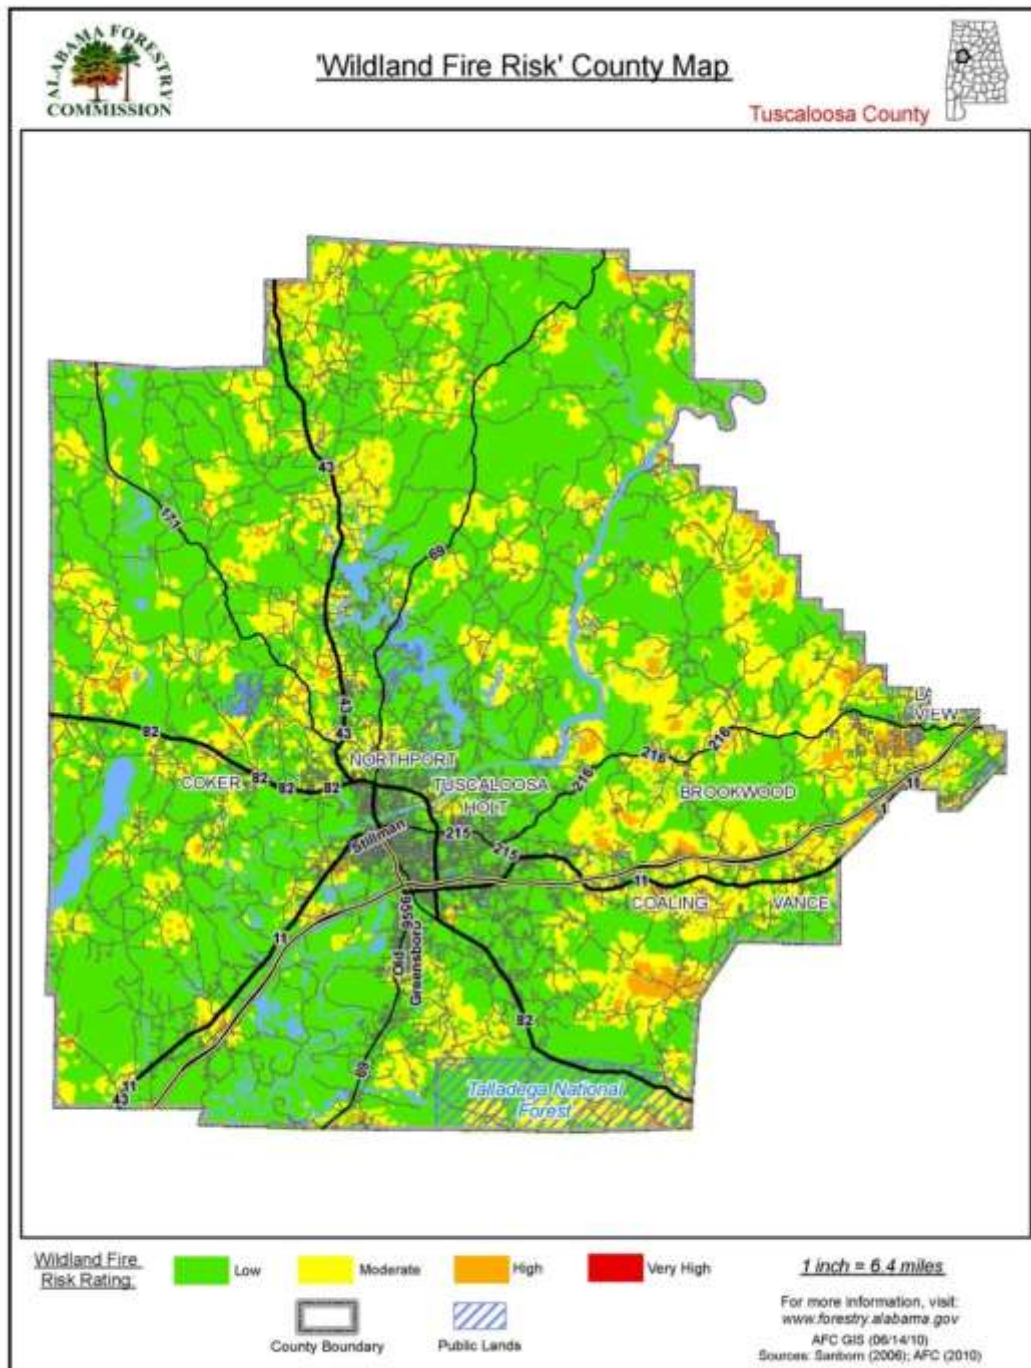 ALABAMA FORESTRY
COMMISSION
'Wildland Fire Risk' County Map
Tuscaloosa County
43
171
69
43
43
82
216
216
VIEW
NORTHPORT
COKER
82
82
82
TUSCALOOSA
HOLT
216
BROOKWOOD
11
1
Stillman
215
215
11
COALING
VANCE
9506
Old
Greensboro
11
82
69
11
43
Talladega National
Forest
Wildland Fire
Risk Rating:
Low
Moderate
High
Very High
1 inch = 6.4 miles
County Boundary
Public Lands
For more information, visit:
www.forestry.alabama.gov
AFC GIS (06/14/10)
Sources: Sanborn (2006); AFC (2010)